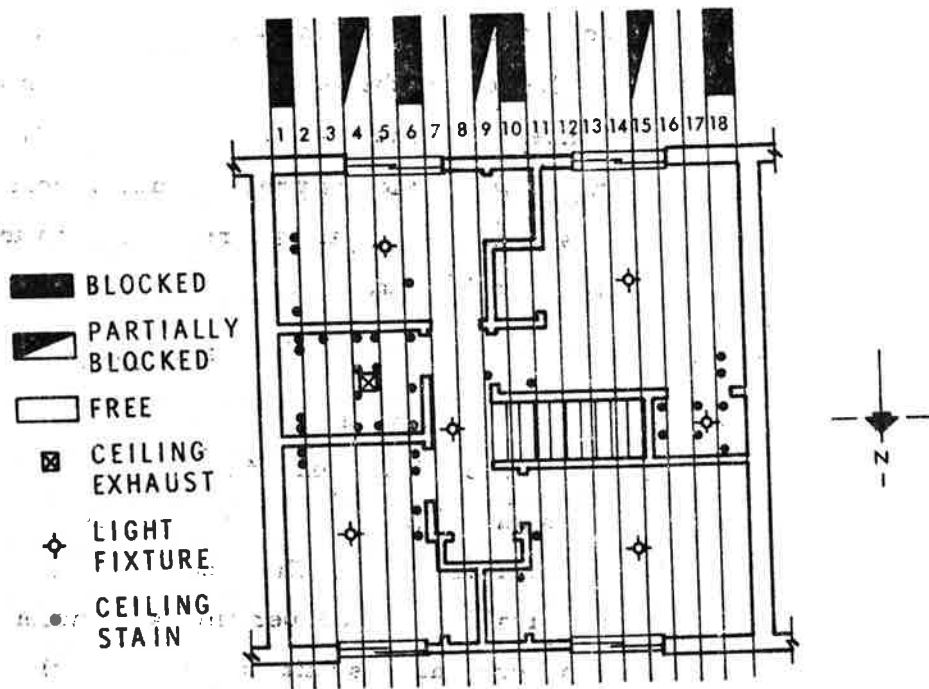 1 2 3 4 5 6 7 8 9 10 11 12 13 14 15 16 17 18
BLOCKED
PARTIALLY
BLOCKED
FREE
CEILING
EXHAUST
LIGHT
FIXTURE
CEILING
STAIN
N